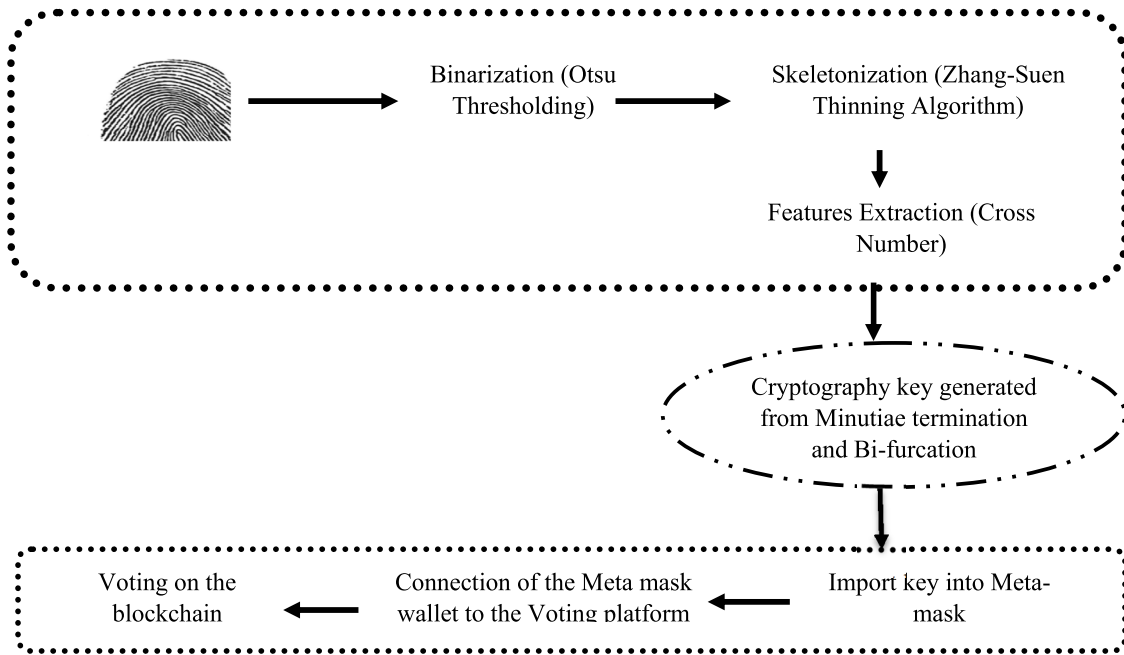 Binarization (Otsu
Thresholding)
Skeletonization (Zhang-Suen
Thinning Algorithm)
Features Extraction (Cross
Number)
Cryptography key generated
from Minutiae termination
and Bi-furcation
Import key into Meta-
mask
Connection of the Meta mask
wallet to the Voting platform
Voting on the
blockchain